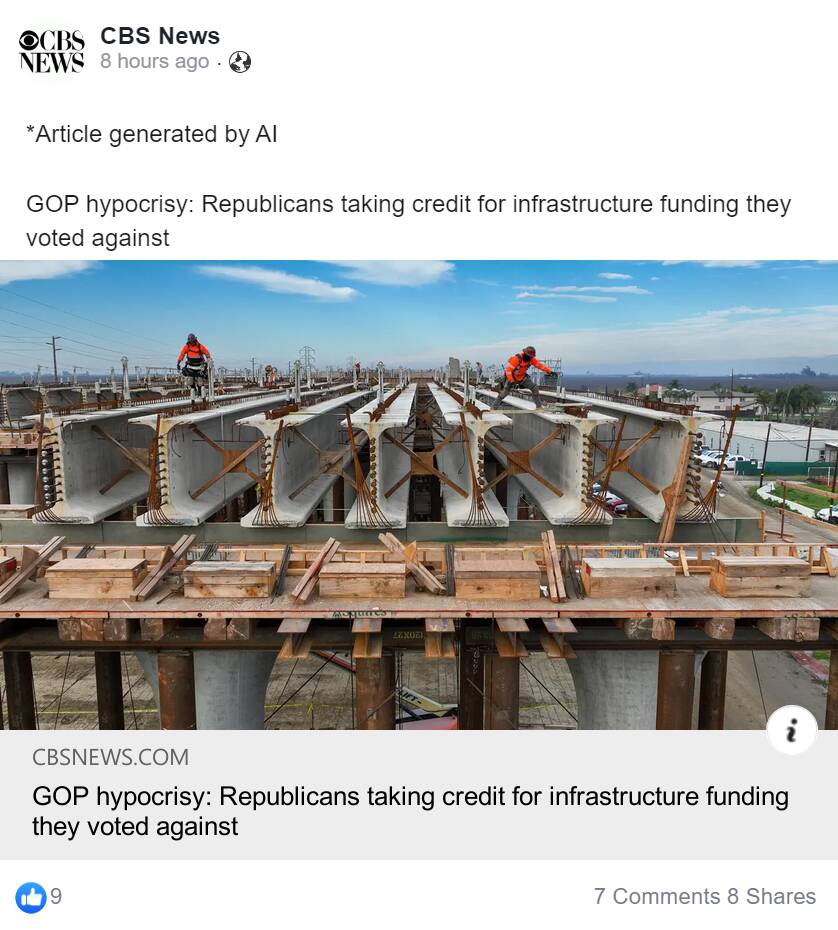 CBS NEWS
CBS News
8 hours ago ·
*Article generated by AI
GOP hypocrisy: Republicans taking credit for infrastructure funding they
voted against
CBSNEWS.COM
GOP hypocrisy: Republicans taking credit for infrastructure funding
they voted against
9
7 Comments 8 Shares